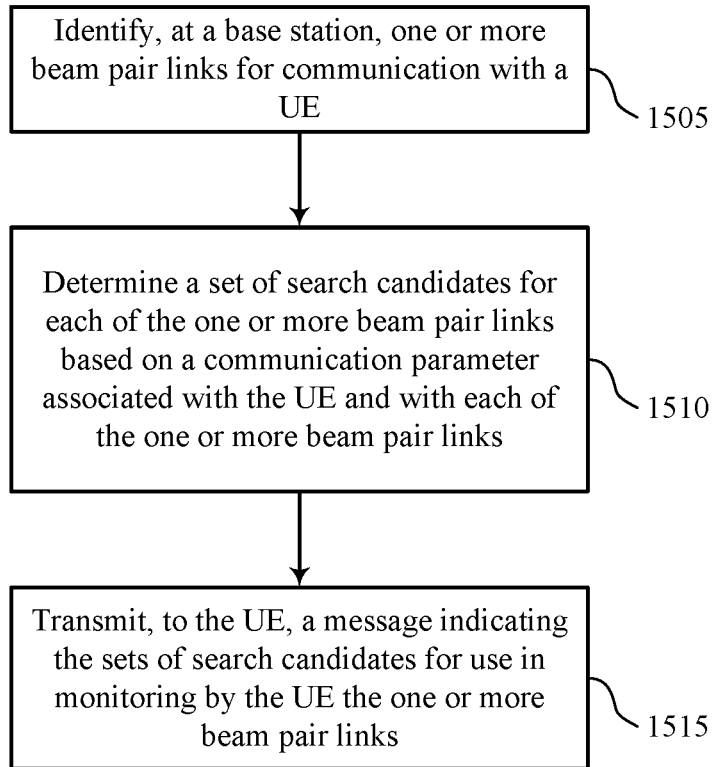 Identify, at a base station, one or more
beam pair links for communication with a
UE
1505
Determine a set of search candidates for
each of the one or more beam pair links
based on a communication parameter
associated with the UE and with each of
the one or more beam pair links
1510
Transmit, to the UE, a message indicating
the sets of search candidates for use in
monitoring by the UE the one or more
beam pair links
1515